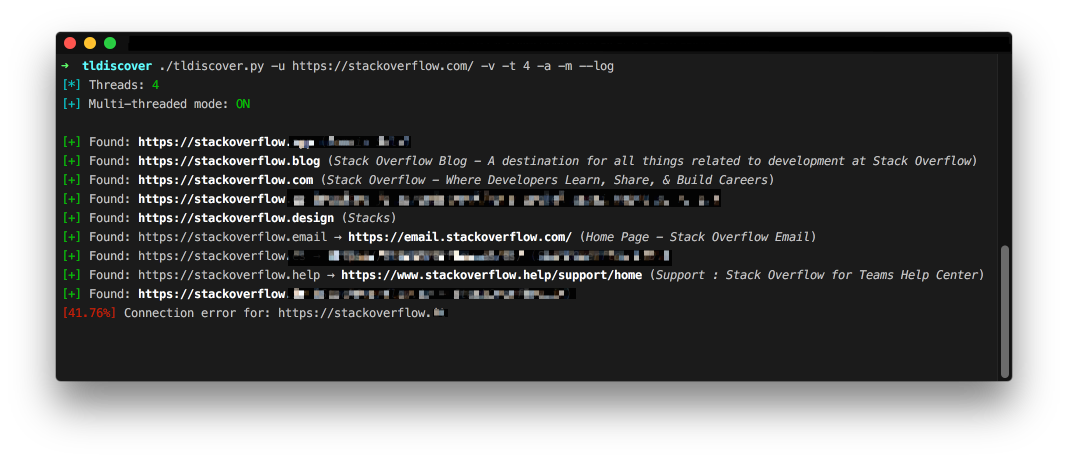 ➜ tldiscover ./tldiscover.py -u https://stackoverflow.com/ -v -t 4 -a -m --log
[*] Threads: 4
[+] Multi-threaded mode: ON
[+] Found: https://stackoverflow.
[+] Found: https://stackoverflow.blog (Stack Overflow Blog - A destination for all things related to development at Stack Overflow)
[+] Found: https://stackoverflow.com (Stack Overflow - Where Developers Learn, Share, & Build Careers)
[+] Found: https://stackoverflow
[+] Found: https://stackoverflow.design (Stacks)
[+] Found: https://stackoverflow.email → https://email.stackoverflow.com/ (Home Page - Stack Overflow Email)
[+] Found: https://stackoverflow.
[+] Found: https://stackoverflow.help → https://www.stackoverflow.help/support/home (Support : Stack Overflow for Teams Help Center)
[+] Found: https://stackoverflow.
[41.76%] Connection error for: https://stackoverflow.